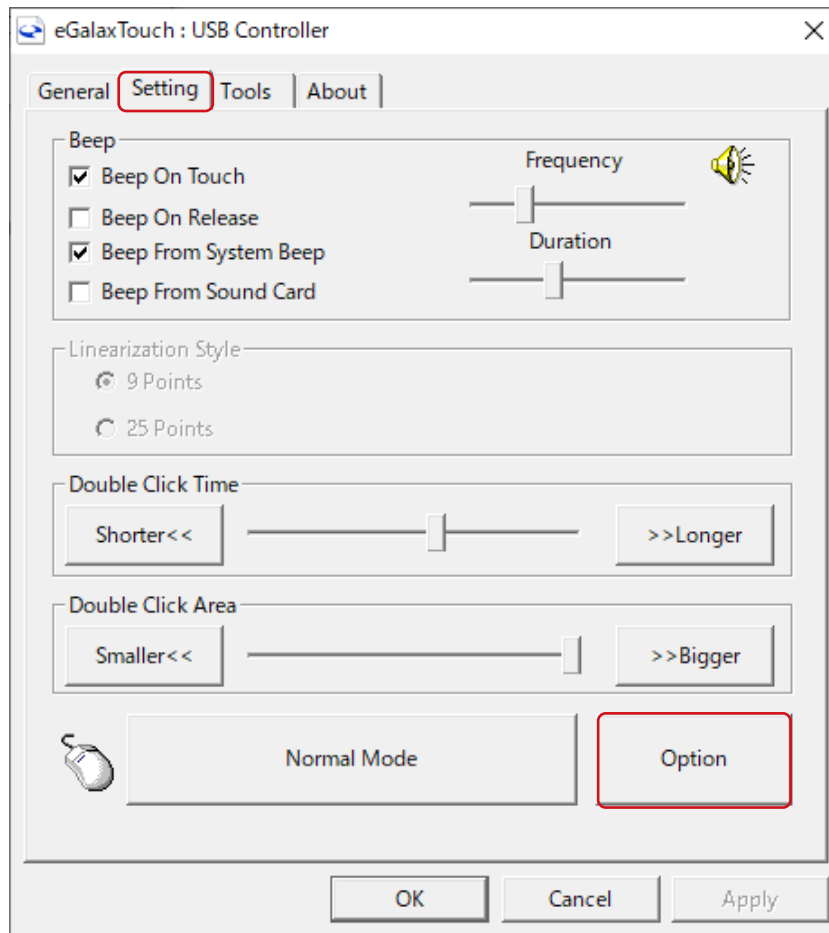 eGalaxTouch : USB Controller
General Setting Tools About
Beep
Beep On Touch
Beep On Release
Beep From System Beep
Beep From Sound Card
Frequency
Duration
Linearization Style
9 Points
25 Points
Double Click Time
Shorter<< >>Longer
Double Click Area
Smaller<< >>Bigger
Normal Mode Option
OK Cancel Apply